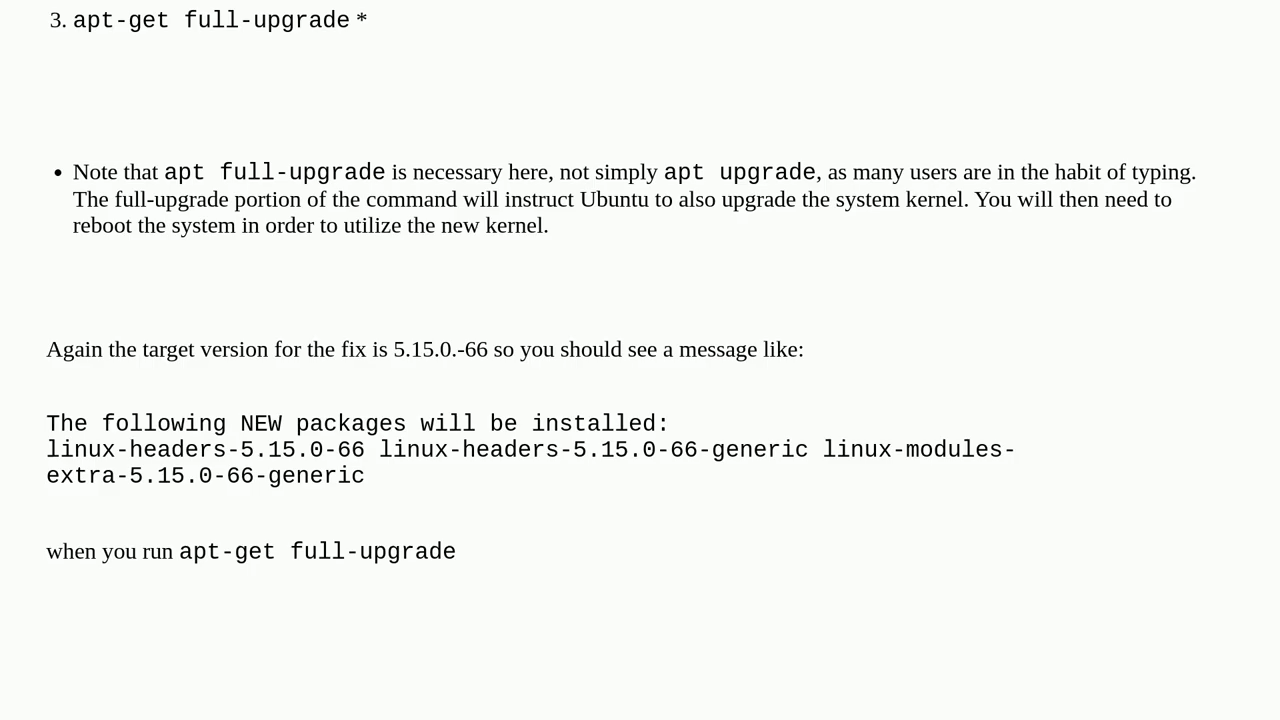 3. apt-get full-upgrade *
• Note that apt full-upgrade is necessary here, not simply apt upgrade, as many users are in the habit of typing.
The full-upgrade portion of the command will instruct Ubuntu to also upgrade the system kernel. You will then need to
reboot the system in order to utilize the new kernel.
Again the target version for the fix is 5.15.0.-66 so you should see a message like:
The following NEW packages will be installed:
linux-headers-5.15.0-66 linux-headers-5.15.0-66-generic linux-modules-
extra-5.15.0-66-generic
when you run apt-get full-upgrade